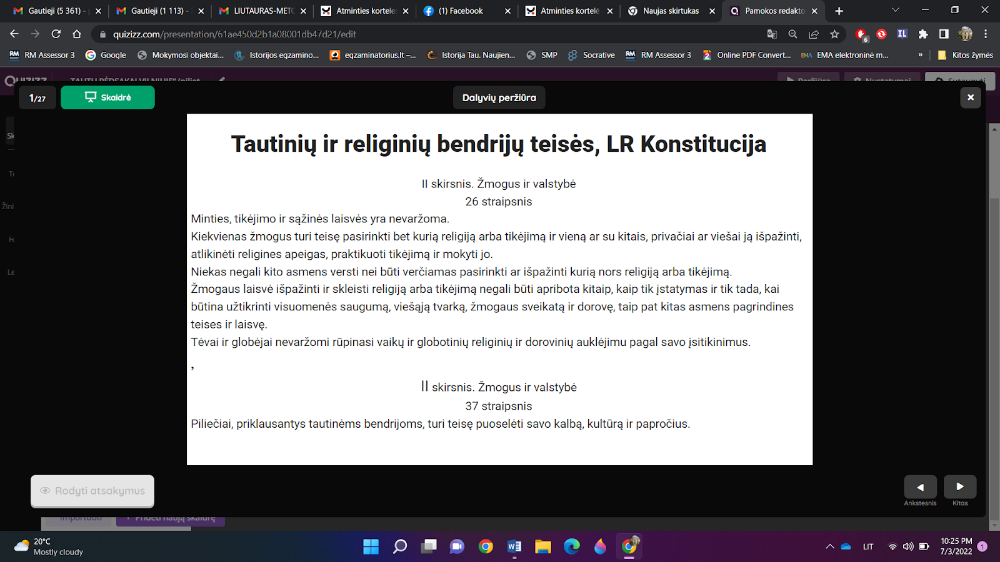 Gautieji (5 361) -
Gautieji (1 113) -
LIUTAURAS-METO
Atminties kortelės
(1) Facebook
Atminties kortelė
Naujas skirtukas
Pamokos redakto
quizizz.com/presentation/61ae450d2b1a08001db47d21/edit
6
IL
RM Assessor 3
Google
Mokymosi objektai...
Istorijos egzamino...
egzaminatorius.lt –...
Istorija Tau. Naujien...
SMP
Socrative
RM Assessor 3
Online PDF Convert...
EMA elektroninė m...
»
Kitos žymės
1/27
Skaidrė
Dalyvių peržiūra
Tautinių ir religinių bendrijų teisės, LR Konstitucija
II skirsnis. Žmogus ir valstybė
26 straipsnis
Minties, tikėjimo ir sąžinės laisvės yra nevaržoma.
Kiekvienas žmogus turi teisę pasirinkti bet kurią religiją arba tikėjimą ir vieną ar su kitais, privačiai ar viešai ją išpažinti,
atlikinėti religines apeigas, praktikuoti tikėjimą ir mokyti jo.
Niekas negali kito asmens versti nei būti verčiamas pasirinkti ar išpažinti kurią nors religiją arba tikėjimą.
Žmogaus laisvė išpažinti ir skleisti religiją arba tikėjimą negali būti apribota kitaip, kaip tik įstatymas ir tik tada, kai
būtina užtikrinti visuomenės saugumą, viešąją tvarką, žmogaus sveikatą ir dorovę, taip pat kitas asmens pagrindines
teises ir laisvę.
Tėvai ir globėjai nevaržomi rūpinasi vaikų ir globotinių religinių ir dorovinių auklėjimu pagal savo įsitikinimus.
,
II skirsnis. Žmogus ir valstybė
37 straipsnis
Piliečiai, priklausantys tautinėms bendrijoms, turi teisę puoselėti savo kalbą, kultūrą ir papročius.
Rodyti atsakymus
Ankstesnis
Kitas
Importuoti
+ Pridėti naują skaidrę
20°C
Mostly cloudy
LIT
10:25 PM
7/3/2022
1